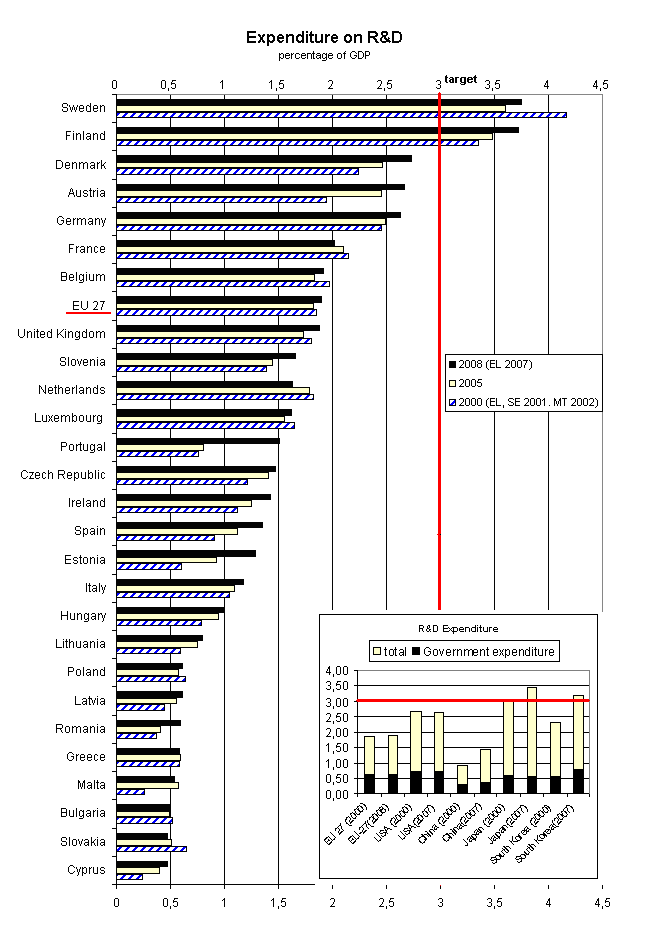 Expenditure on R&D
percentage of GDP
0 0,5 1 1,5 2 2,5 3 target 3,5 4 4,5
Sweden
Finland
Denmark
Austria
Germany
France
Belgium
EU 27
United Kingdom
Slovenia
Netherlands
Luxembourg
Portugal
Czech Republic
Ireland
Spain
Estonia
Italy
Hungary
Lithuania
Poland
Latvia
Romania
Greece
Malta
Bulgaria
Slovakia
Cyprus
2008 (EL 2007)
2005
2000 (EL, SE 2001. MT 2002)
R&D Expenditure
total Government expenditure
4,00
3,50
3,00
2,50
2,00
1,50
1,00
0,50
0,00
EU 27 (2000)
EU-27(2008)
USA (2000)
USA(2007)
China (2000)
China(2007)
Japan (2000)
Japan(2007)
South Korea (2000)
South Korea(2007)
0 0,5 1 1,5 2 2,5 3 3,5 4 4,5